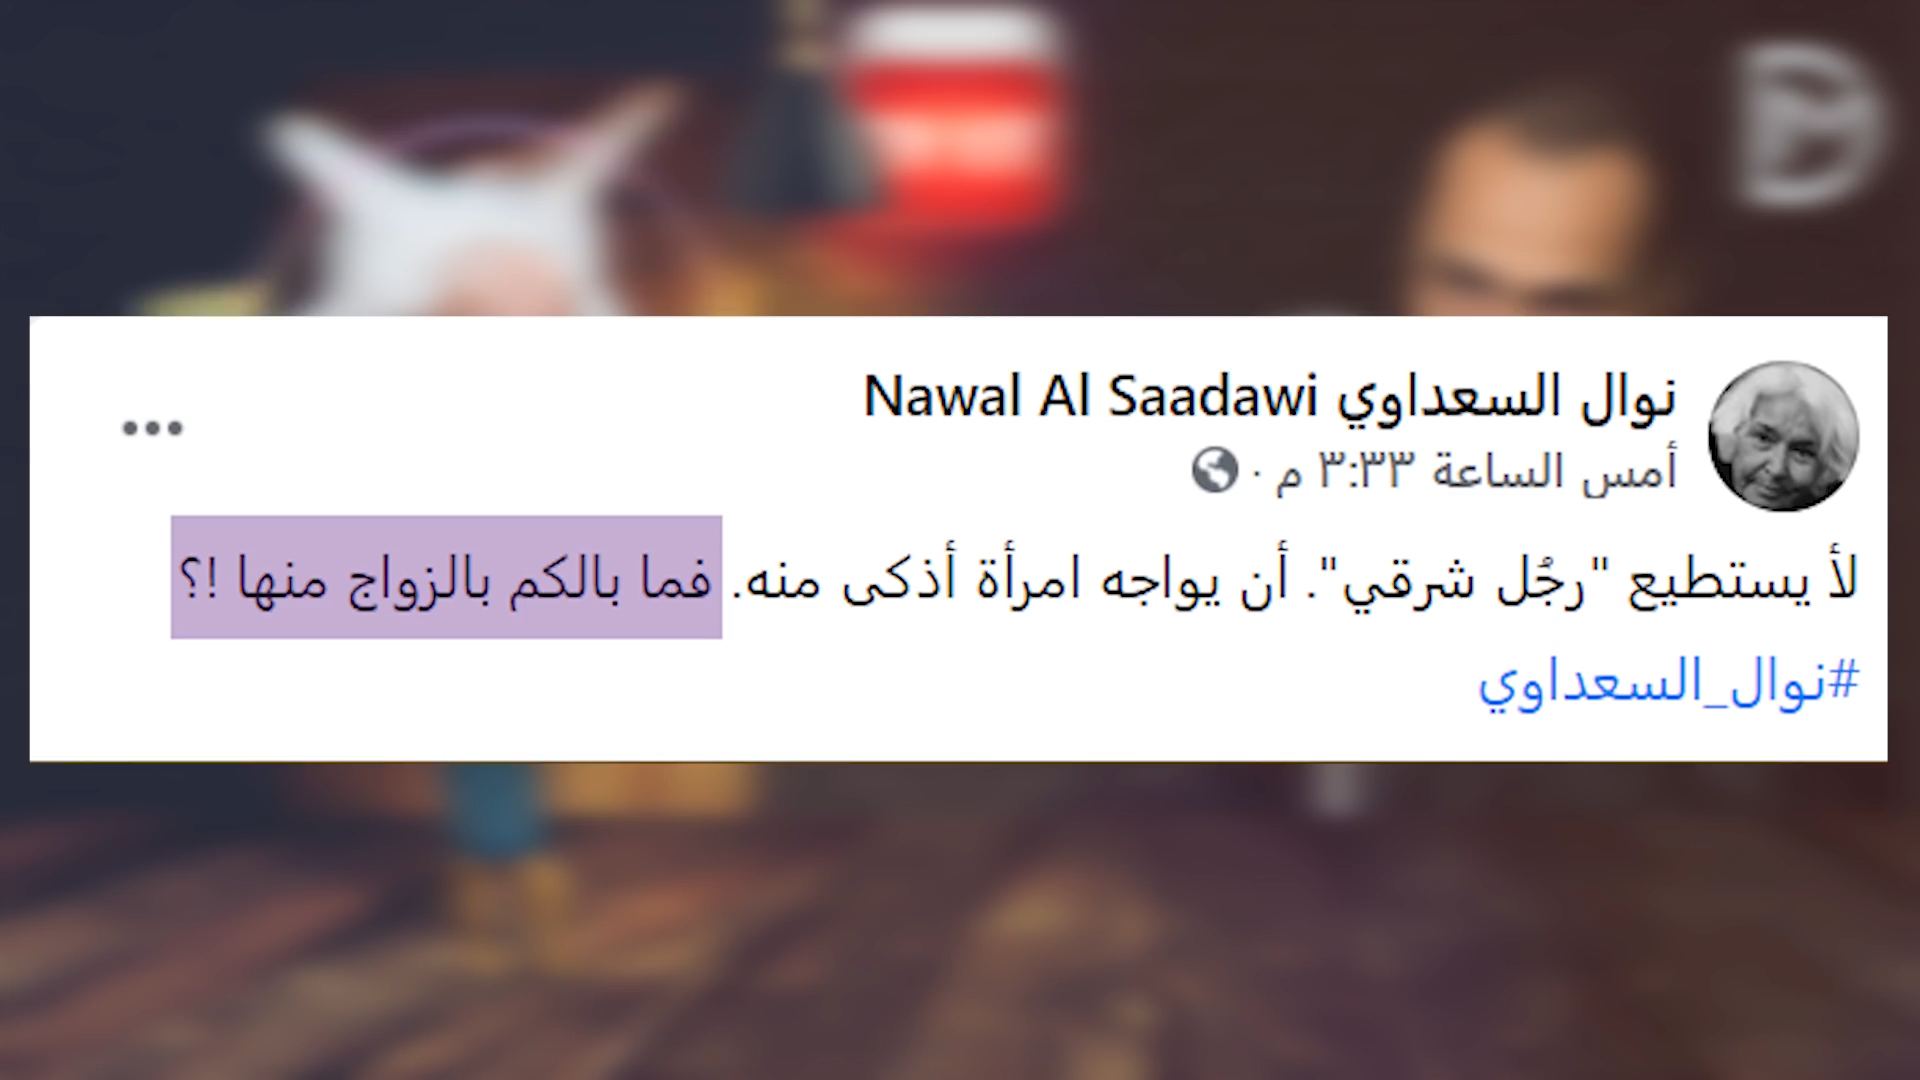 نوال السعداوي Nawal Al Saadawi
أمس الساعة ٣:٣٣ م ·
لأ يستطيع "رجُل شرقي". أن يواجه امرأة أذكى منه. فما بالكم بالزواج منها !؟
#نوال_السعداوي